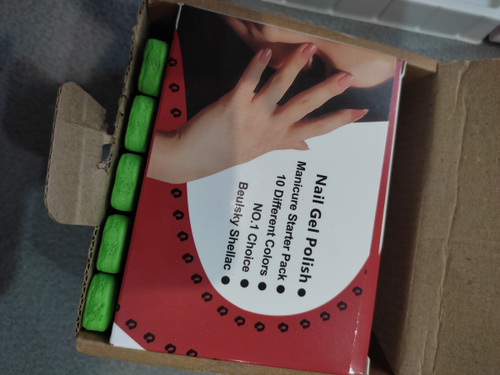 Nail Gel Polish
Manicure Starter Pack
10 Different Colors
NO.1 Choice
Beulsky Shellac